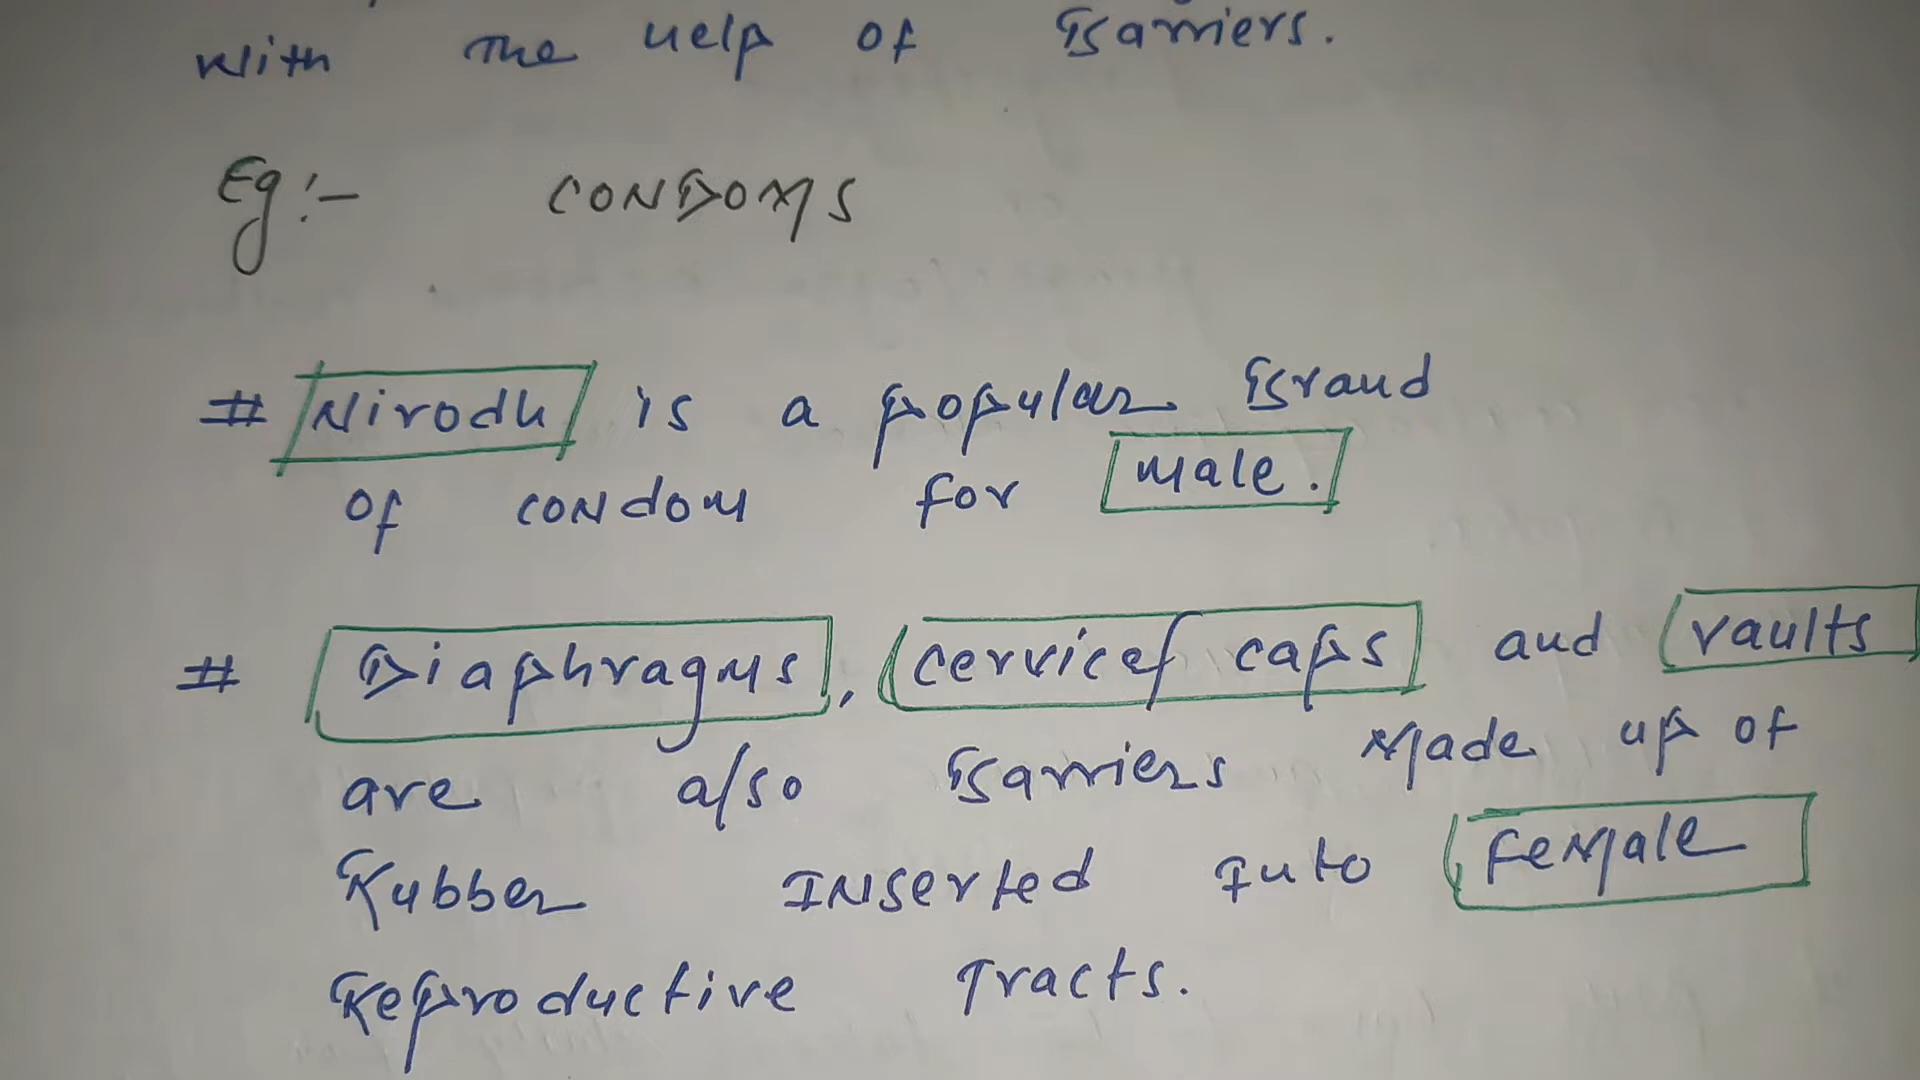 with the help of Barriers.
Eg:- CONDOMS
# Nirodh is a popular Brand
of condom for male.
# Diaphragms, cervical caps and vaults
are also Barriers Made up of
Rubber Inserted Into female
Reproductive Tracts.